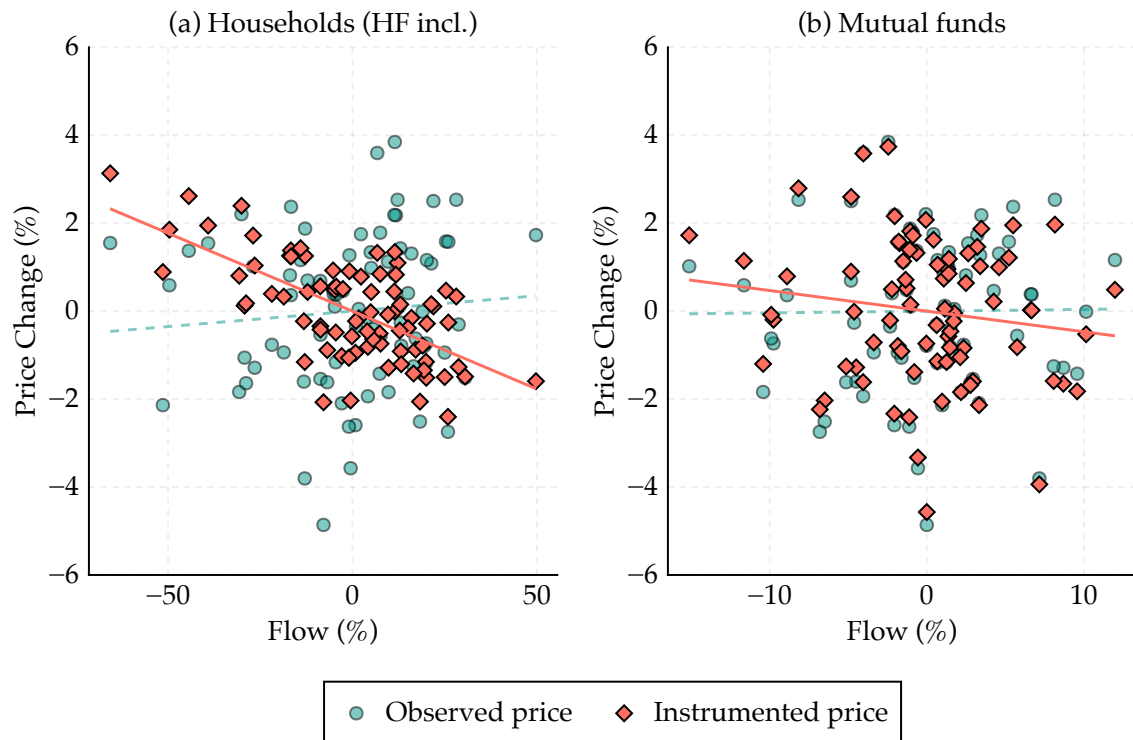 (a) Households (HF incl.)
(b) Mutual funds
6
4
2
0
−2
−4
−6
Price Change (%)
−50
0
50
Flow (%)
6
4
2
0
−2
−4
−6
Price Change (%)
−10
0
10
Flow (%)
Observed price
Instrumented price